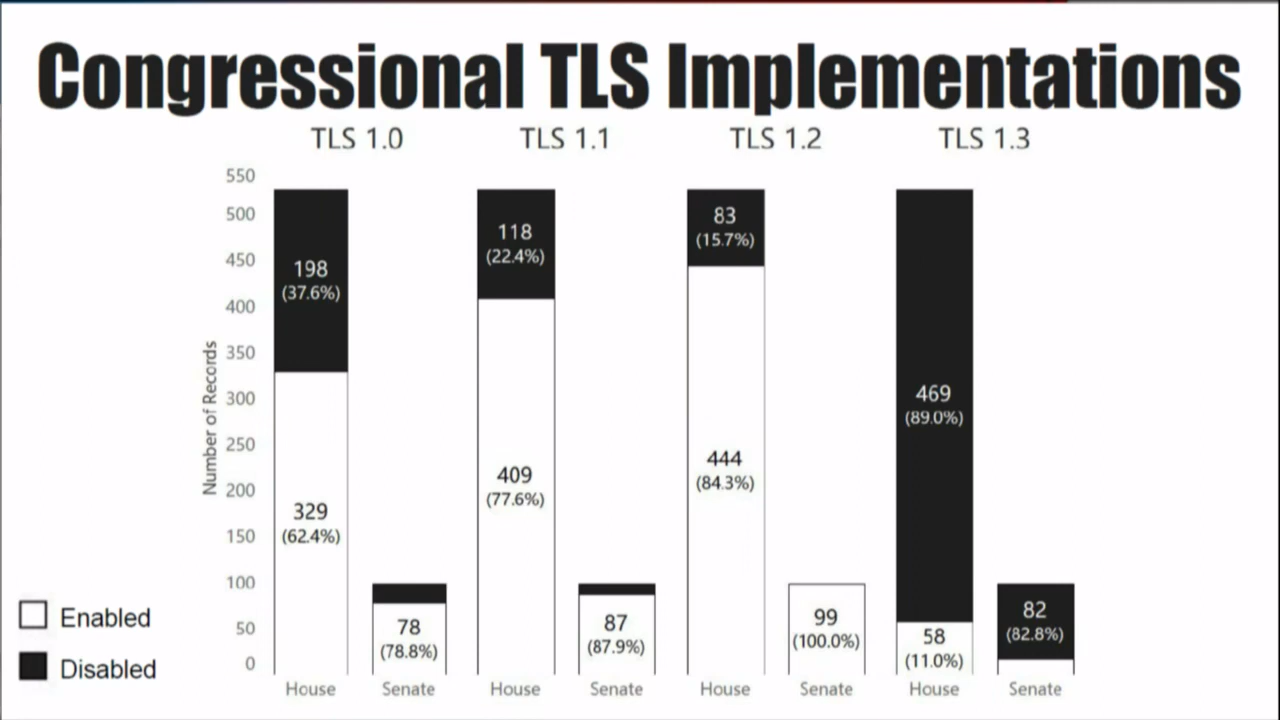 Congressional TLS Implementations
TLS 1.0
TLS 1.1
TLS 1.2
TLS 1.3
Number of Records
550
500
450
400
350
300
250
200
150
100
50
0
198
(37.6%)
329
(62.4%)
78
(78.8%)
118
(22.4%)
409
(77.6%)
87
(87.9%)
83
(15.7%)
444
(84.3%)
99
(100.0%)
469
(89.0%)
58
(11.0%)
82
(82.8%)
House
Senate
House
Senate
House
Senate
House
Senate
Enabled
Disabled